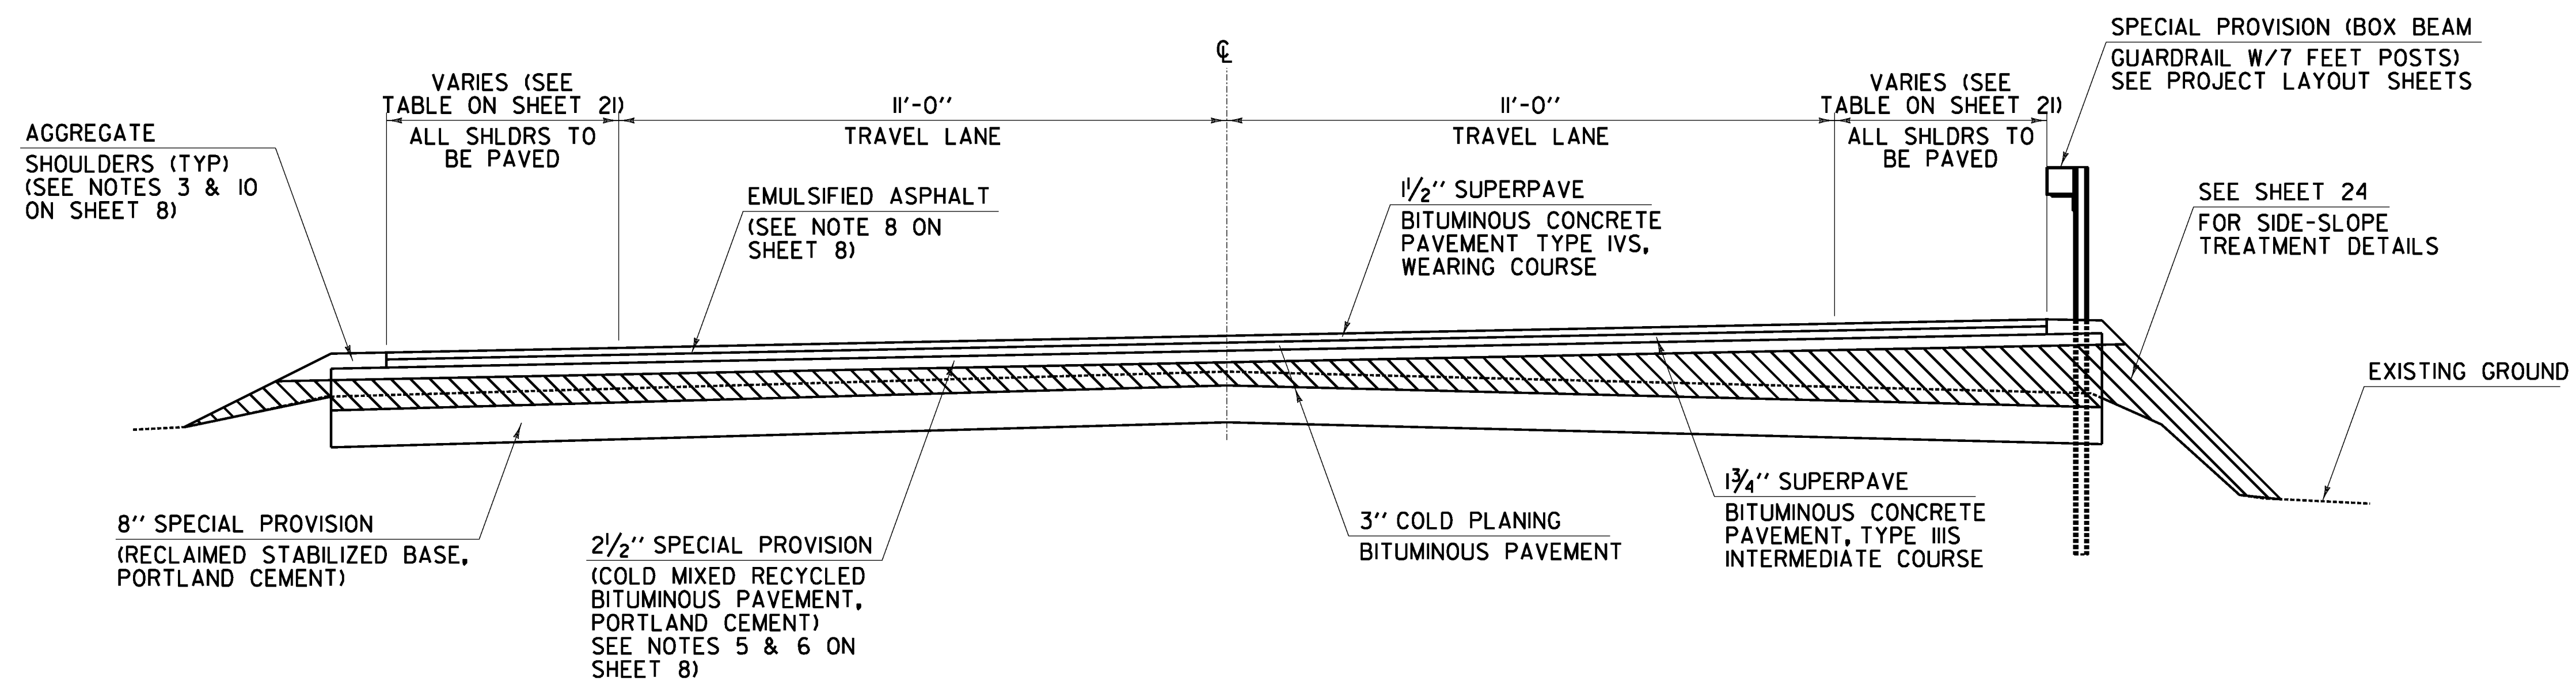 SPECIAL PROVISION (BOX BEAM
GUARDRAIL W/7 FEET POSTS)
SEE PROJECT LAYOUT SHEETS
℄
VARIES (SEE
TABLE ON SHEET 21)
ALL SHLDRS TO
BE PAVED
11'-0"
TRAVEL LANE
11'-0"
TRAVEL LANE
VARIES (SEE
TABLE ON SHEET 21)
ALL SHLDRS TO
BE PAVED
AGGREGATE
SHOULDERS (TYP)
(SEE NOTES 3 & 10
ON SHEET 8)
EMULSIFIED ASPHALT
(SEE NOTE 8 ON
SHEET 8)
1 1/2" SUPERPAVE
BITUMINOUS CONCRETE
PAVEMENT TYPE IVS,
WEARING COURSE
SEE SHEET 24
FOR SIDE-SLOPE
TREATMENT DETAILS
EXISTING GROUND
8" SPECIAL PROVISION
(RECLAIMED STABILIZED BASE,
PORTLAND CEMENT)
2 1/2" SPECIAL PROVISION
(COLD MIXED RECYCLED
BITUMINOUS PAVEMENT,
PORTLAND CEMENT)
SEE NOTES 5 & 6 ON
SHEET 8)
3" COLD PLANING
BITUMINOUS PAVEMENT
1 3/4" SUPERPAVE
BITUMINOUS CONCRETE
PAVEMENT, TYPE IIIS
INTERMEDIATE COURSE